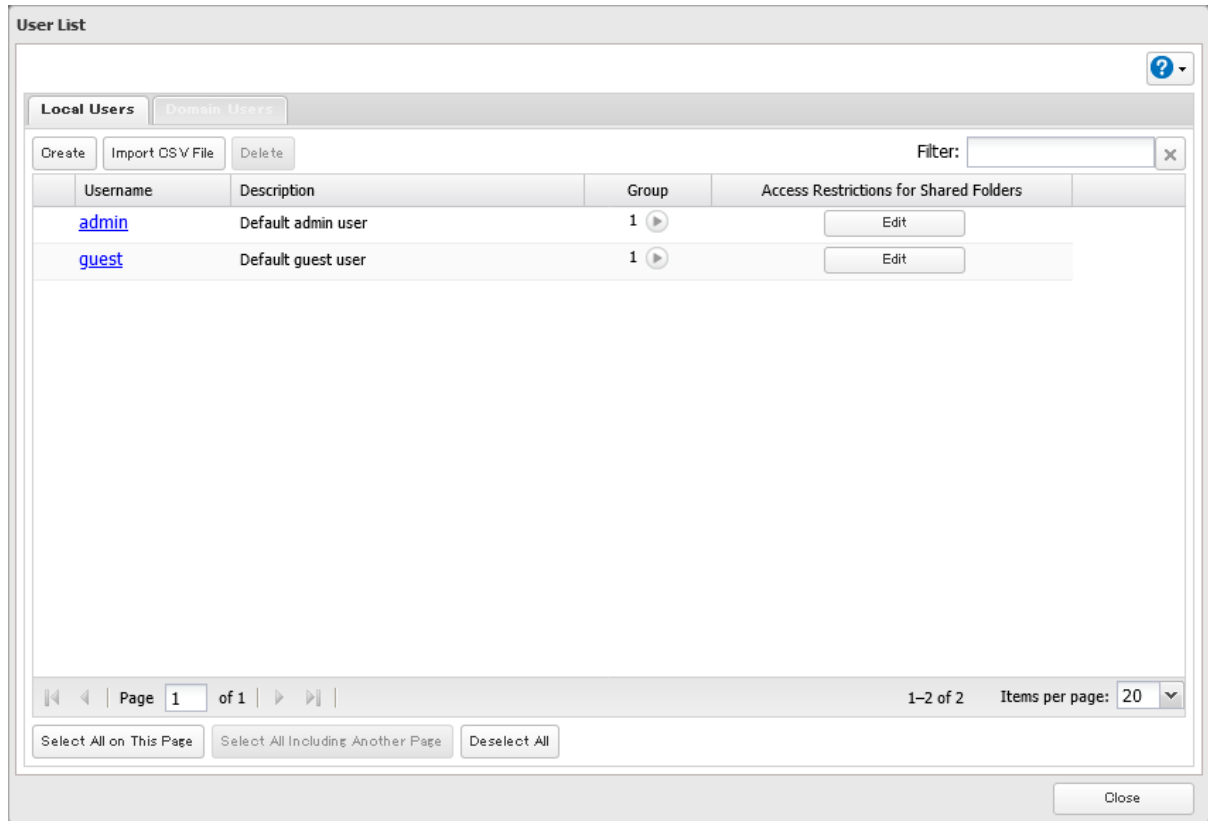 User List
?
Local Users Domain Users
Create Import CSV File Delete Filter:
Username Description Group Access Restrictions for Shared Folders
admin Default admin user 1 Edit
guest Default guest user 1 Edit
Page 1 of 1 1–2 of 2 Items per page: 20
Select All on This Page Select All Including Another Page Deselect All
Close